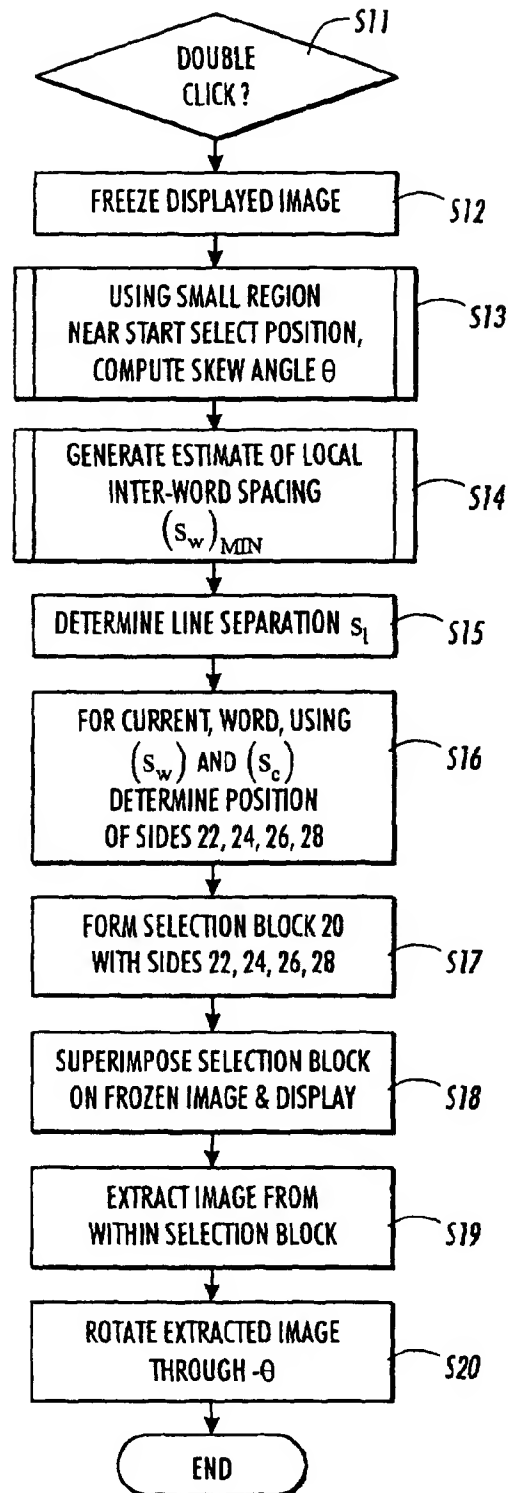 S11
DOUBLE
CLICK?
FREEZE DISPLAYED IMAGE
S12
USING SMALL REGION
NEAR START SELECT POSITION,
COMPUTE SKEW ANGLE θ
S13
GENERATE ESTIMATE OF LOCAL
INTER-WORD SPACING
(S_w)_MIN
S14
DETERMINE LINE SEPARATION S_l
S15
FOR CURRENT, WORD, USING
(S_w) AND (S_c)
DETERMINE POSITION
OF SIDES 22, 24, 26, 28
S16
FORM SELECTION BLOCK 20
WITH SIDES 22, 24, 26, 28
S17
SUPERIMPOSE SELECTION BLOCK
ON FROZEN IMAGE & DISPLAY
S18
EXTRACT IMAGE FROM
WITHIN SELECTION BLOCK
S19
ROTATE EXTRACTED IMAGE
THROUGH -θ
S20
END